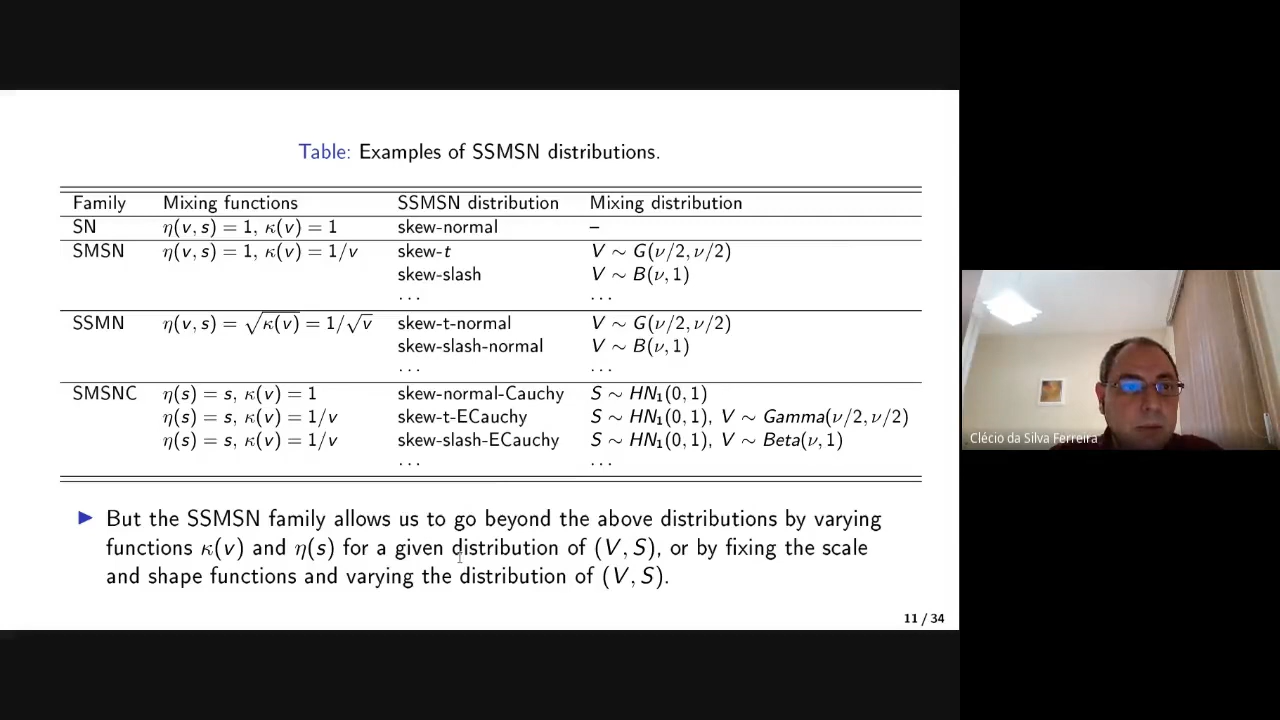 Table: Examples of SSMSN distributions.
Family Mixing functions SSMSN distribution Mixing distribution
SN η(v, s) = 1, κ(v) = 1 skew-normal –
SMSN η(v, s) = 1, κ(v) = 1/v skew-t V ∼ G(ν/2, ν/2)
skew-slash V ∼ B(ν, 1)
... ...
SSMN η(v, s) = √κ(v) = 1/√v skew-t-normal V ∼ G(ν/2, ν/2)
skew-slash-normal V ∼ B(ν, 1)
... ...
SMSNC η(s) = s, κ(v) = 1 skew-normal-Cauchy S ∼ HN₁(0, 1)
η(s) = s, κ(v) = 1/v skew-t-ECauchy S ∼ HN₁(0, 1), V ∼ Gamma(ν/2, ν/2)
η(s) = s, κ(v) = 1/v skew-slash-ECauchy S ∼ HN₁(0, 1), V ∼ Beta(ν, 1)
... ...
▶ But the SSMSN family allows us to go beyond the above distributions by varying
functions κ(v) and η(s) for a given distribution of (V, S), or by fixing the scale
and shape functions and varying the distribution of (V, S).
11 / 34
Clécio da Silva Ferreira